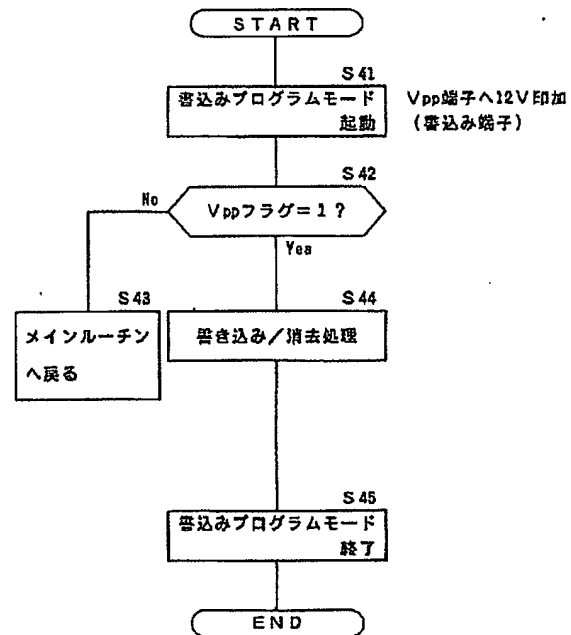 START
S41
書込みプログラムモード
起動
Vpp端子へ12V印加
(書込み端子)
S42
Vppフラグ=1?
No
Yes
S43
メインルーチン
へ戻る
S44
書き込み/消去処理
S45
書込みプログラムモード
終了
END